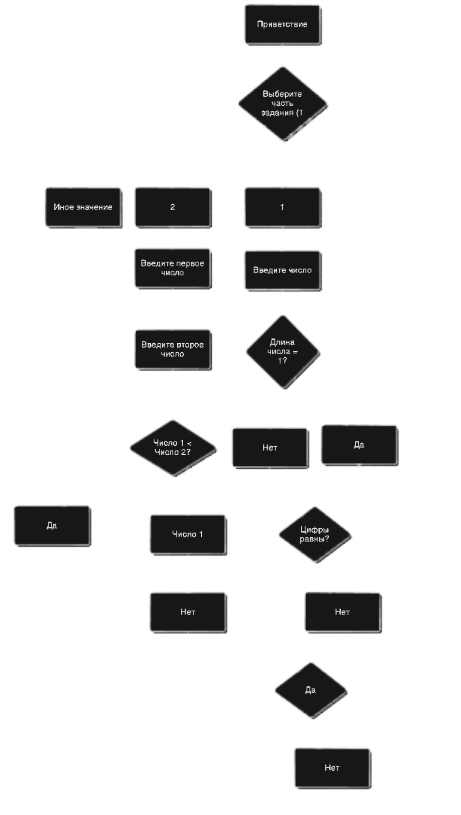 Приветствие
Выберите
часть
задания (1
Иное значение
2
1
Введите первое
число
Введите число
Введите второе
число
Длина
числа =
1?
Число 1 <
Число 2?
Нет
Да
Да
Число 1
Цифры
равны?
Нет
Нет
Да
Нет